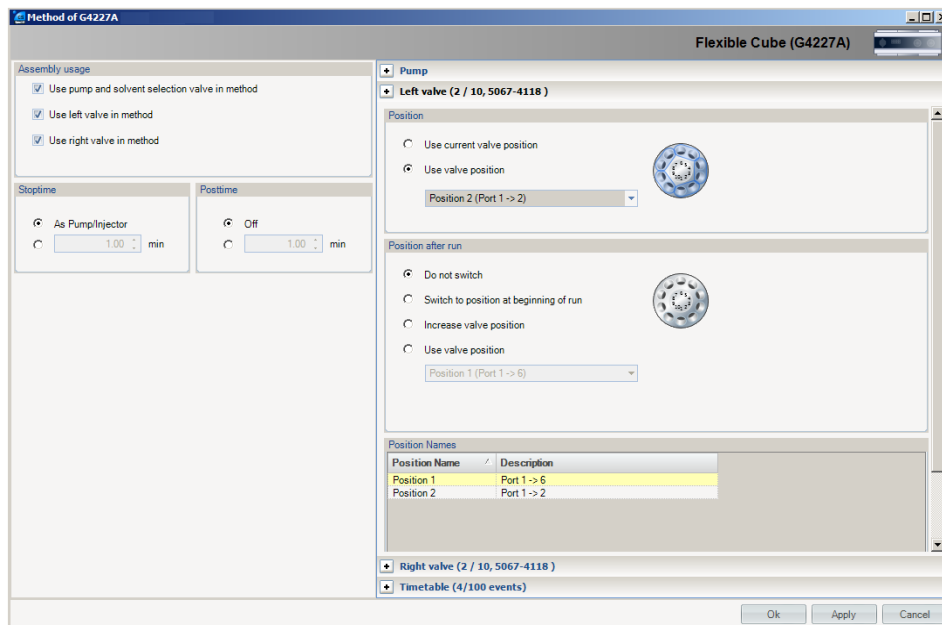 Method of G4227A
Flexible Cube (G4227A)
Assembly usage
Use pump and solvent selection valve in method
Use left valve in method
Use right valve in method
Stoptime
As Pump/Injector
1.00 min
Posttime
Off
1.00 min
Pump
Left valve (2 / 10, 5067-4118 )
Position
Use current valve position
Use valve position
Position 2 (Port 1 -> 2)
Position after run
Do not switch
Switch to position at beginning of run
Increase valve position
Use valve position
Position 1 (Port 1 -> 6)
Position Names
Position Name Description
Position 1 Port 1 -> 6
Position 2 Port 1 -> 2
Right valve (2 / 10, 5067-4118 )
Timetable (4/100 events)
Ok Apply Cancel